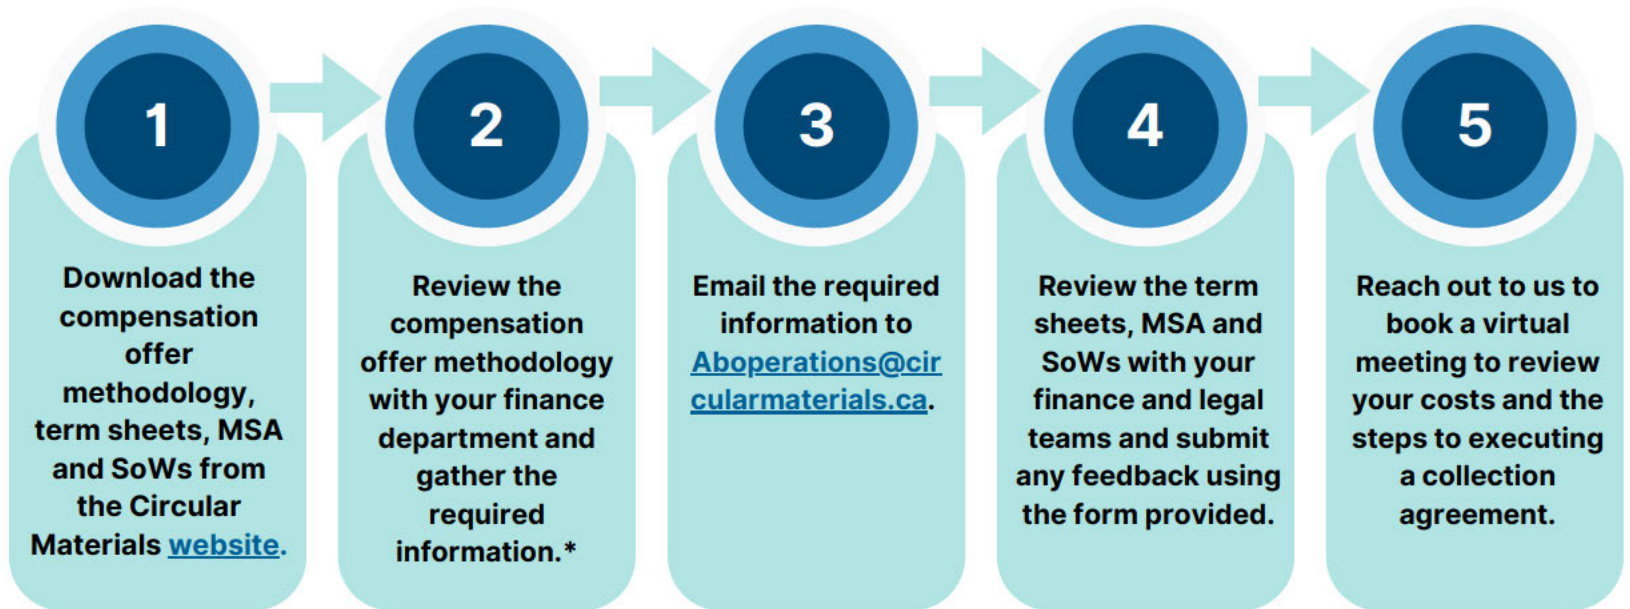 1
Download the
compensation
offer
methodology,
term sheets, MSA
and SoWs from
the Circular
Materials website.
2
Review the
compensation
offer methodology
with your finance
department and
gather the
required
information.*
3
Email the required
information to
Aboperations@cir
cularmaterials.ca.
4
Review the term
sheets, MSA and
SoWs with your
finance and legal
teams and submit
any feedback using
the form provided.
5
Reach out to us to
book a virtual
meeting to review
your costs and the
steps to executing
a collection
agreement.